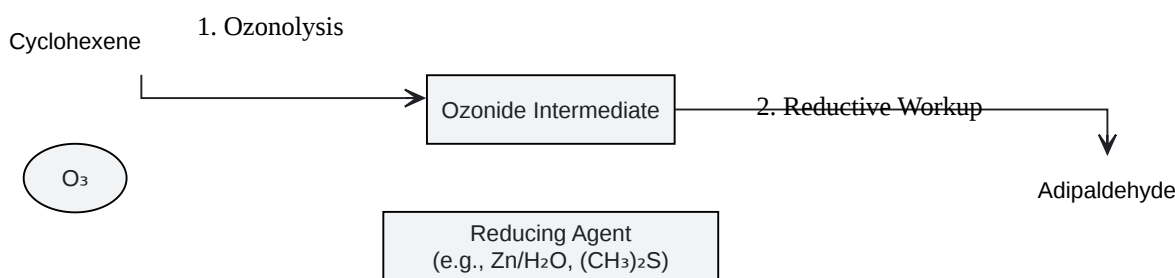 1. Ozonolysis
Cyclohexene
Ozonide Intermediate
2. Reductive Workup
O₃
Adipaldehyde
Reducing Agent
(e.g., Zn/H₂O, (CH₃)₂S)